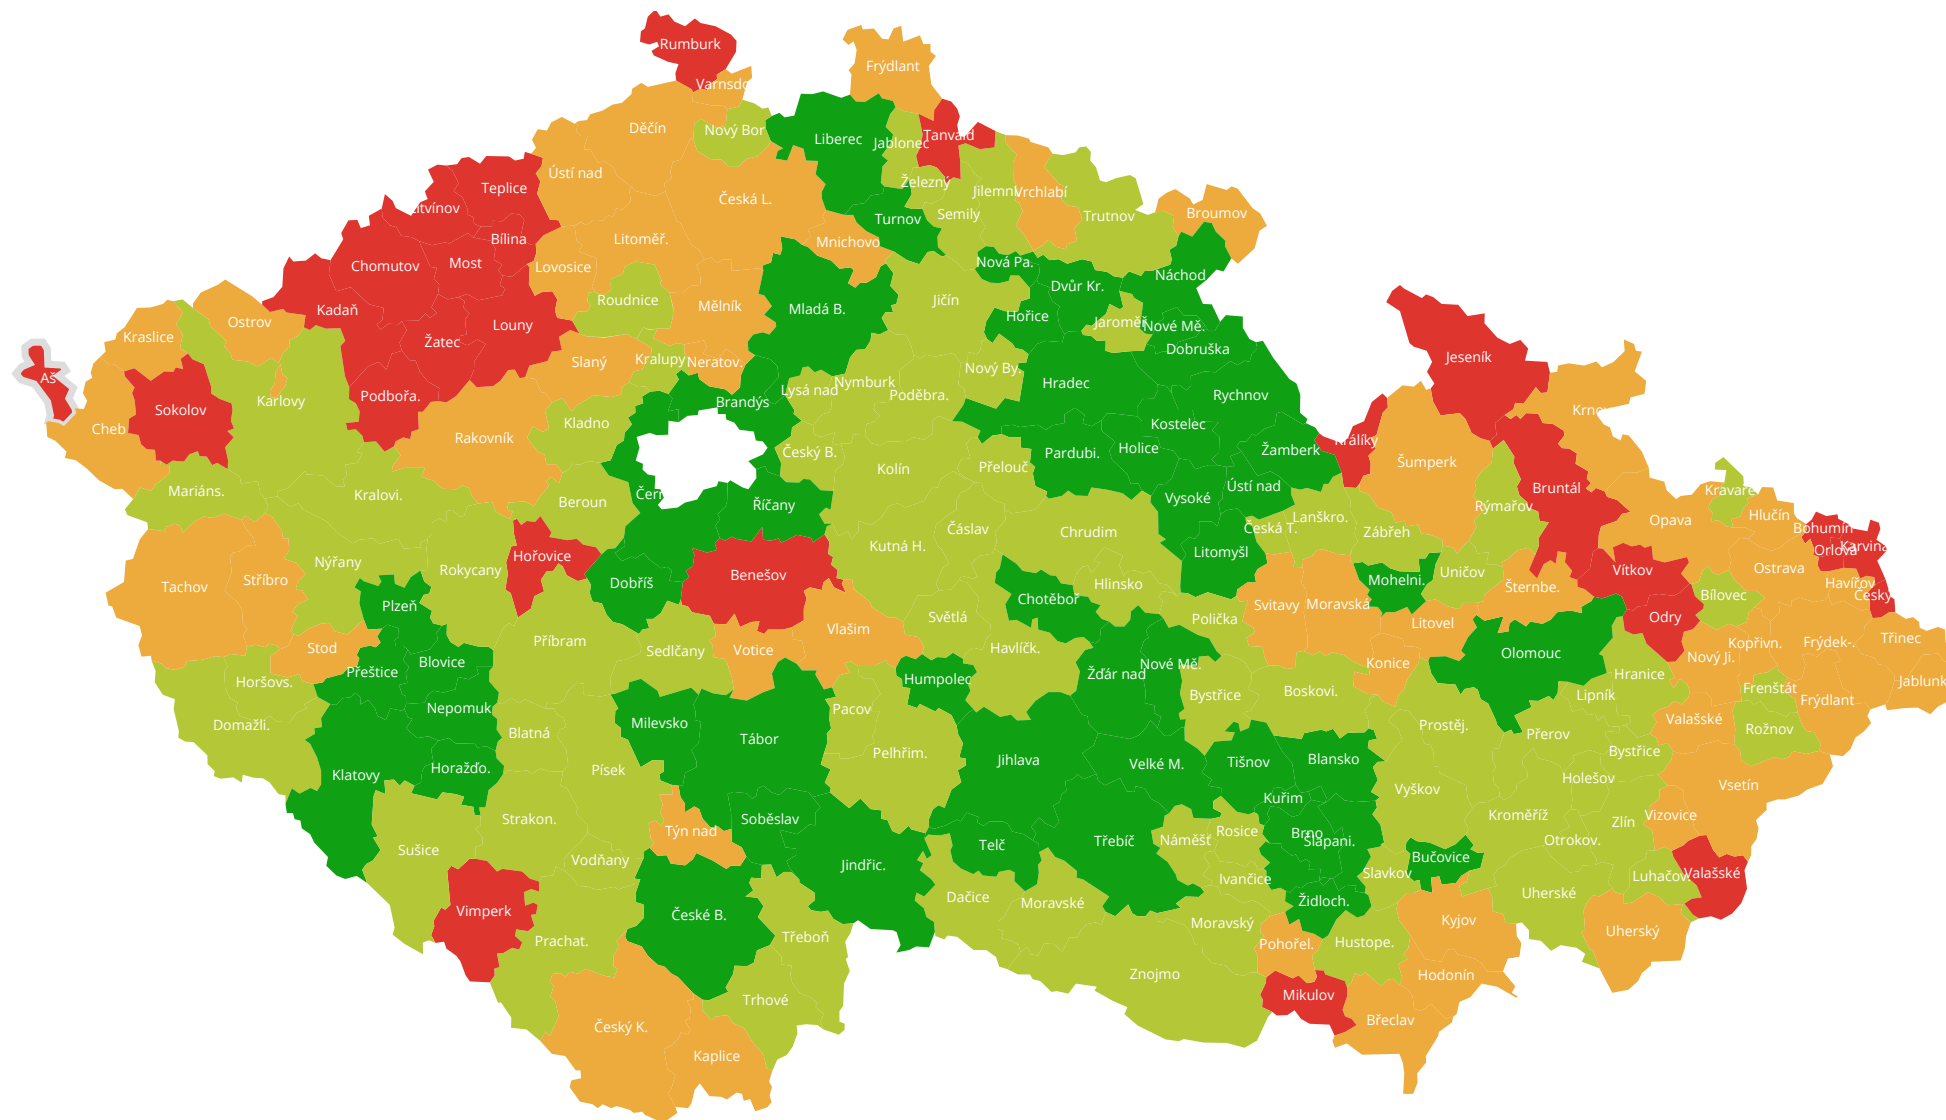 Rumburk
Frýdlant
Varnsdo
Děčín
Nový Bor
Liberec
Jablonec
Tanvald
Teplice
Ústí nad
Železný
Jilemni
Vrchlabí
Česká L.
Semily
Trutnov
Broumov
Turnov
Bílina
Litoměř.
Mnichovo
Most
Chomutov
Lovosice
Nová Pa.
Náchod
Dvůr Kr.
Roudnice
Mělník
Jičín
Kadaň
Mladá B.
Ostrov
Louny
Hořice
Jaroměř
Nové Mě.
Kraslice
Žatec
Dobruška
Jeseník
Slaný
Kralupy
Neratov.
Nový By.
Aš
Hradec
Nymburk
Lysá nad
Poděbra.
Rychnov
Podbořa.
Karlovy
Brandýs
Sokolov
Kladno
Kostelec
Cheb
Rakovník
Králíky
Český B.
Pardubi.
Holice
Žamberk
Šumperk
Kolín
Přelouč
Mariáns.
Kralovi.
Ústí nad
Bruntál
Kravaře
Beroun
Říčany
Vysoké
Rýmařov
Hlučín
Lanškro.
Opava
Česká T.
Čáslav
Chrudim
Zábřeh
Bohumín
Kutná H.
Litomyšl
Orlová
Karviná
Hořovice
Nýřany
Rokycany
Benešov
Vítkov
Ostrava
Uničov
Tachov
Stříbro
Dobříš
Hlinsko
Mohelni.
Šternbe.
Havířov
Bílovec
Český
Chotěboř
Plzeň
Svitavy
Moravská
Světlá
Polička
Odry
Litovel
Vlašim
Příbram
Třinec
Kopřivn.
Frýdek-.
Stod
Votice
Sedlčany
Havlíčk.
Olomouc
Nový Ji.
Blovice
Konice
Nové Mě.
Přeštice
Žďár nad
Hranice
Horšovs.
Humpolec
Jablunk
Boskovi.
Frenštát
Bystřice
Lipník
Frýdlant
Nepomuk
Pacov
Valašské
Domažli.
Milevsko
Prostěj.
Rožnov
Blatná
Přerov
Tábor
Pelhřim.
Bystřice
Jihlava
Velké M.
Tišnov
Blansko
Horažďo.
Písek
Klatovy
Holešov
Vsetín
Vyškov
Kuřim
Kroměříž
Vizovice
Strakon.
Soběslav
Zlín
Týn nad
Rosice
Brno
Náměšť
Třebíč
Šlapani.
Otrokov.
Telč
Sušice
Bučovice
Vodňany
Jindřic.
Slavkov
Valašské
Luhačov.
Ivančice
Uherské
Dačice
Židloch.
Moravské
Vimperk
České B.
Kyjov
Moravský
Uherský
Třeboň
Prachat.
Hustope.
Pohořel.
Znojmo
Hodonín
Mikulov
Trhové
Břeclav
Český K.
Kaplice